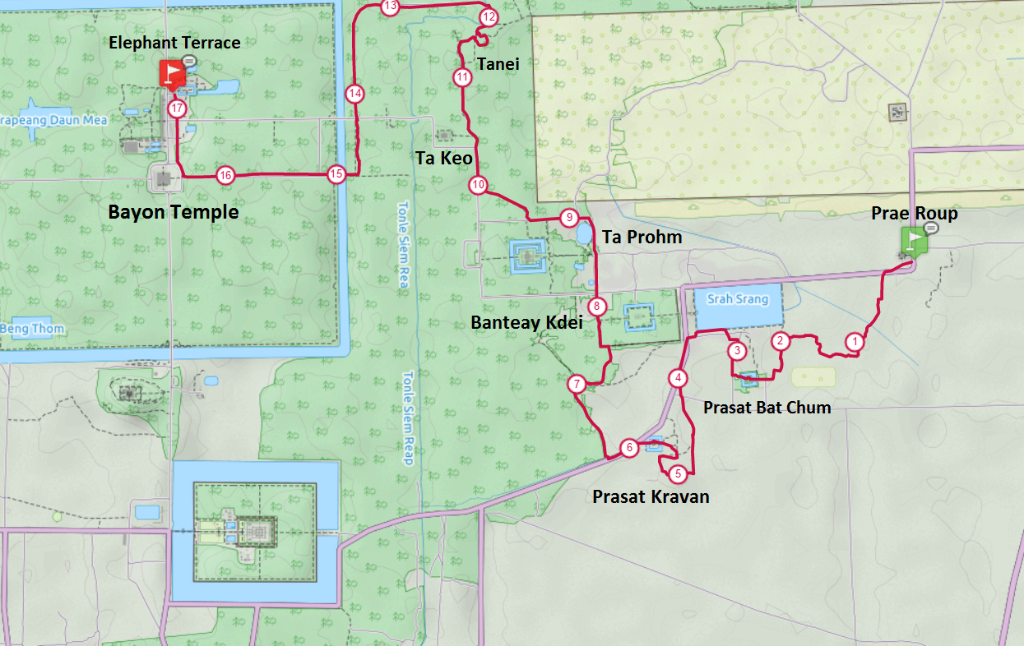 13
12
Elephant Terrace
Tanei
11
14
17
rapeang Daun Mea
Ta Keo
15
16
10
Bayon Temple
Tonle Siem Rea
9
Prae Roup
Ta Prohm
Srah Srang
8
Banteay Kdei
Beng Thom
2
1
3
7
4
Tonle Siem Reap
Prasat Bat Chum
6
5
Prasat Kravan